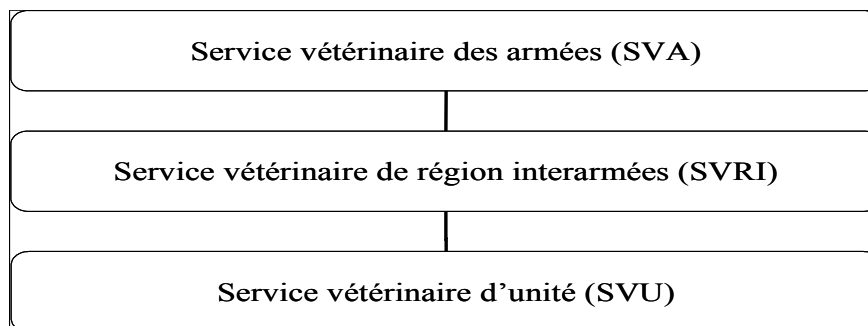 Service vétérinaire des armées (SVA)
Service vétérinaire de région interarmées (SVRI)
Service vétérinaire d’unité (SVU)